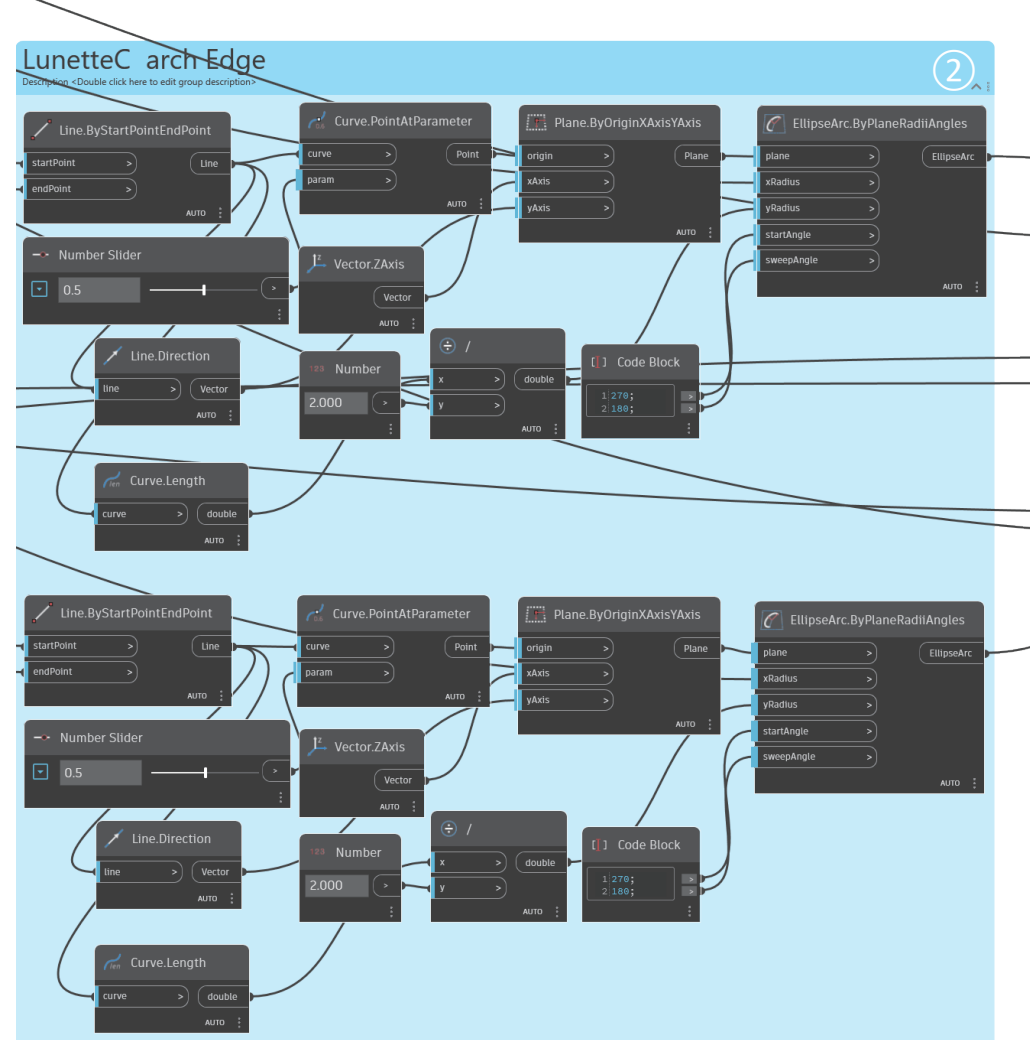 LunetteC arch Edge
Description <Double click here to edit group description>
2
Line.ByStartPointEndPoint
startPoint >
Line
endPoint >
AUTO
Curve.PointAtParameter
curve >
Point
param >
AUTO
Plane.ByOriginXAxisYAxis
origin >
Plane
xAxis >
yAxis >
AUTO
EllipseArc.ByPlaneRadiiAngles
plane >
EllipseArc
xRadius >
yRadius >
startAngle >
sweepAngle >
AUTO
Number Slider
0.5
>
Vector.ZAxis
Vector
AUTO
Line.Direction
line >
Vector
AUTO
123 Number
2.000
>
/
x >
double
y >
AUTO
Code Block
1 270; >
2 180; >
Curve.Length
len
curve >
double
AUTO
Line.ByStartPointEndPoint
startPoint >
Line
endPoint >
AUTO
Curve.PointAtParameter
curve >
Point
param >
AUTO
Plane.ByOriginXAxisYAxis
origin >
Plane
xAxis >
yAxis >
AUTO
EllipseArc.ByPlaneRadiiAngles
plane >
EllipseArc
xRadius >
yRadius >
startAngle >
sweepAngle >
AUTO
Number Slider
0.5
>
Vector.ZAxis
Vector
AUTO
Line.Direction
line >
Vector
AUTO
123 Number
2.000
>
/
x >
double
y >
AUTO
Code Block
1 270; >
2 180; >
Curve.Length
len
curve >
double
AUTO